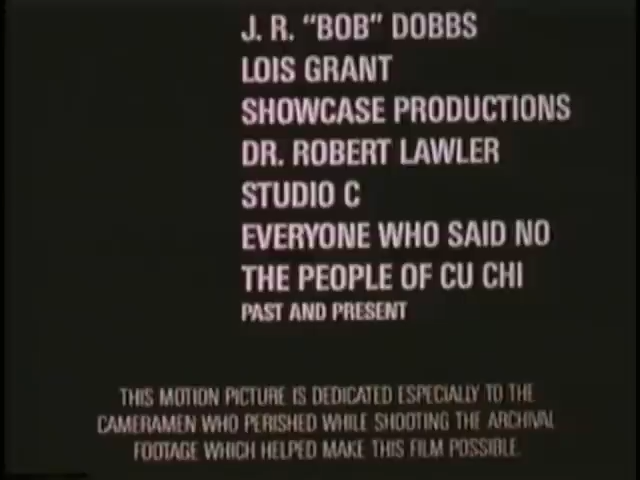 J. R. "BOB" DOBBS
LOIS GRANT
SHOWCASE PRODUCTIONS
DR. ROBERT LAWLER
STUDIO C
EVERYONE WHO SAID NO
THE PEOPLE OF CU CHI
PAST AND PRESENT
THIS MOTION PICTURE IS DEDICATED ESPECIALLY TO THE
CAMERAMEN WHO PERISHED WHILE SHOOTING THE ARCHIVAL
FOOTAGE WHICH HELPED MAKE THIS FILM POSSIBLE.